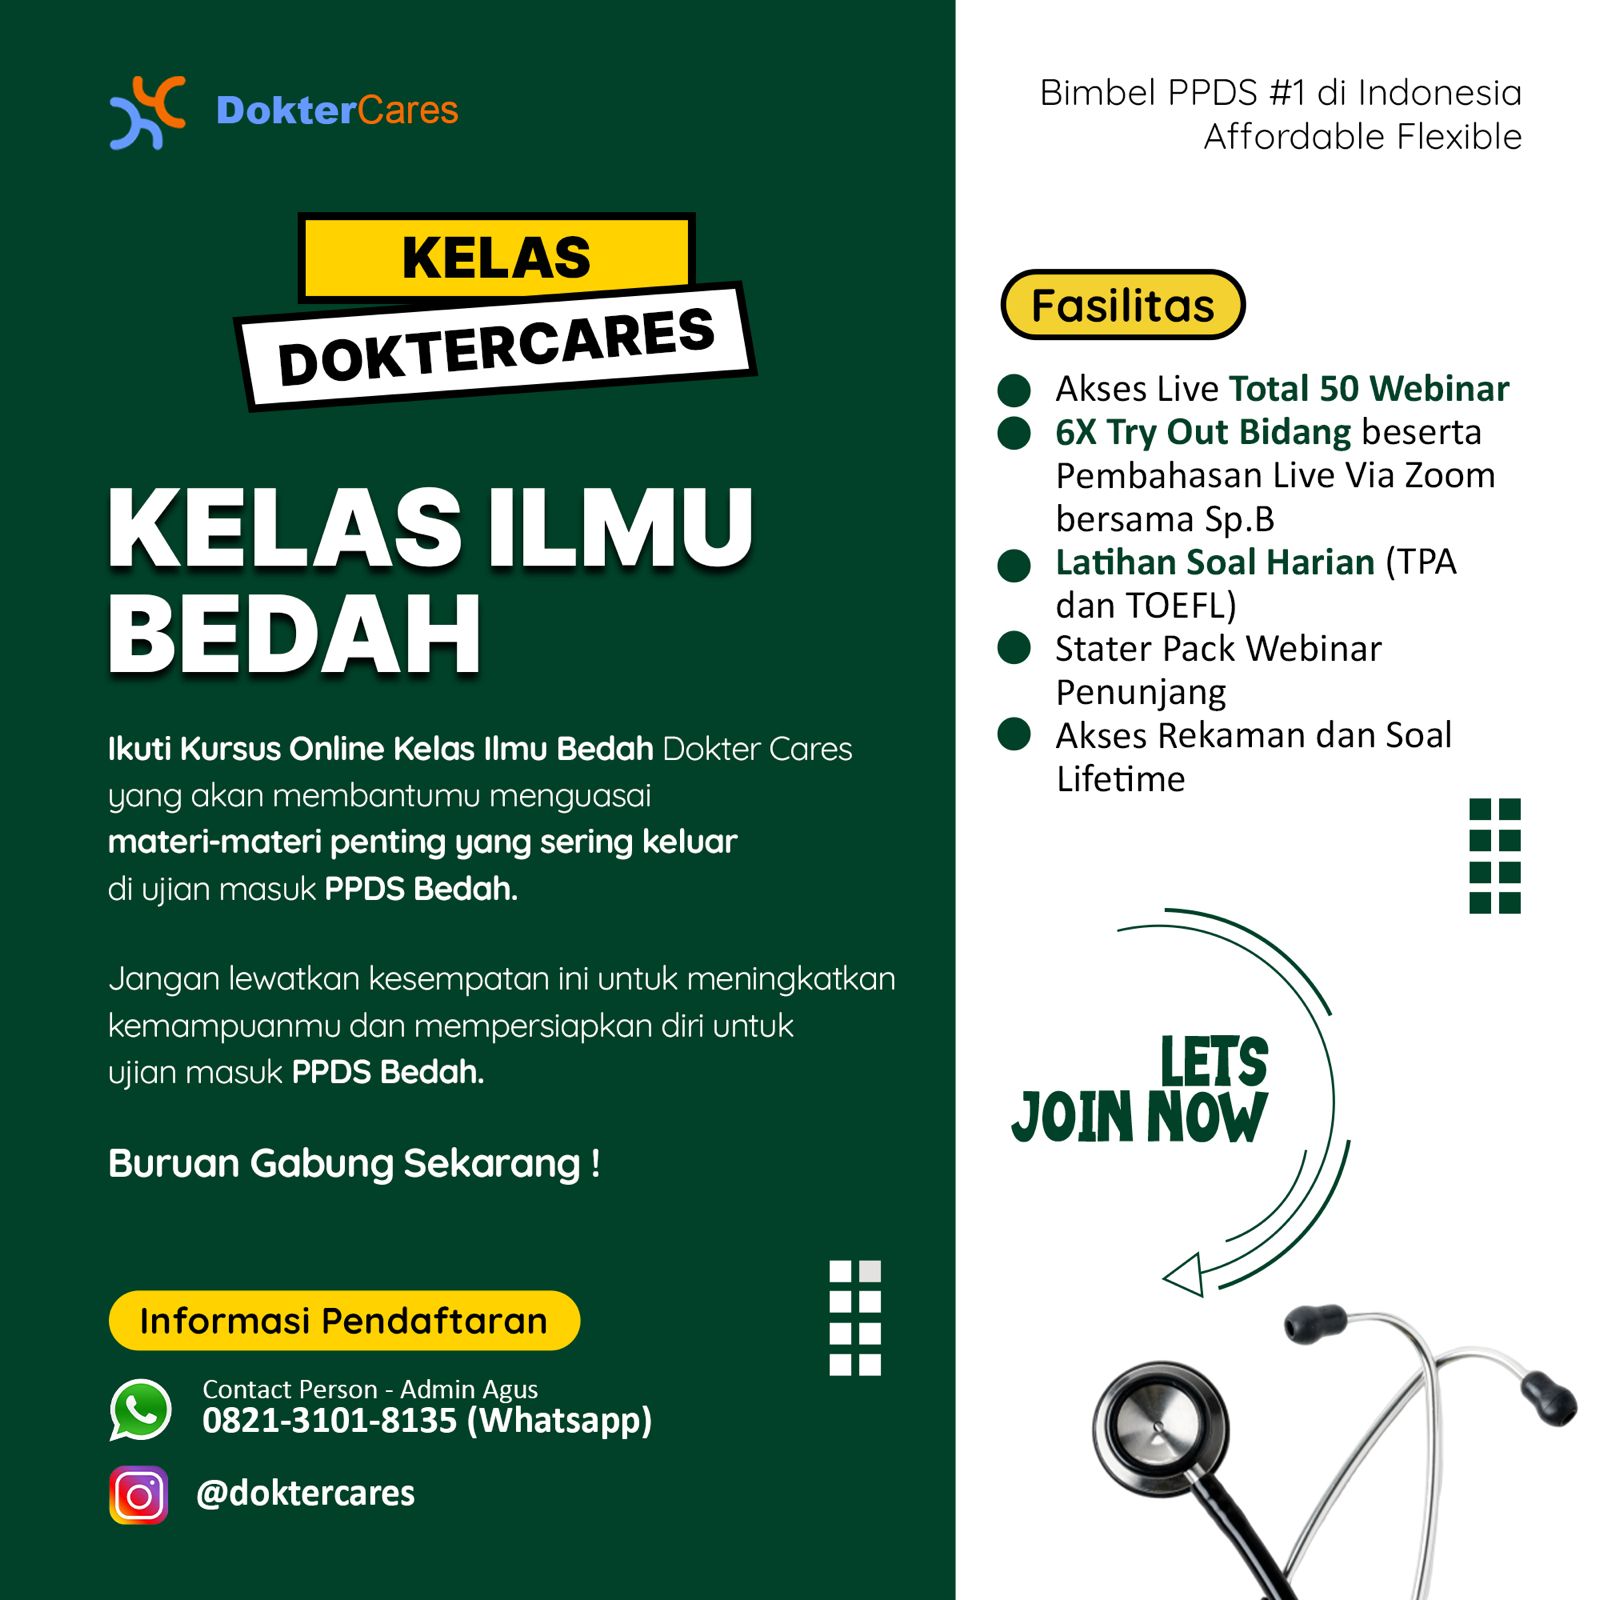 DokterCares
KELAS
DOKTERCARES
KELAS ILMU
BEDAH
Ikuti Kursus Online Kelas Ilmu Bedah Dokter Cares
yang akan membantumu menguasai
materi-materi penting yang sering keluar
di ujian masuk PPDS Bedah.
Jangan lewatkan kesempatan ini untuk meningkatkan
kemampuanmu dan mempersiapkan diri untuk
ujian masuk PPDS Bedah.
Buruan Gabung Sekarang !
Informasi Pendaftaran
Contact Person - Admin Agus
0821-3101-8135 (Whatsapp)
@doktercares
Bimbel PPDS #1 di Indonesia
Affordable Flexible
Fasilitas
Akses Live Total 50 Webinar
6X Try Out Bidang beserta
Pembahasan Live Via Zoom
bersama Sp.B
Latihan Soal Harian (TPA
dan TOEFL)
Stater Pack Webinar
Penunjang
Akses Rekaman dan Soal
Lifetime
LETS
JOIN NOW